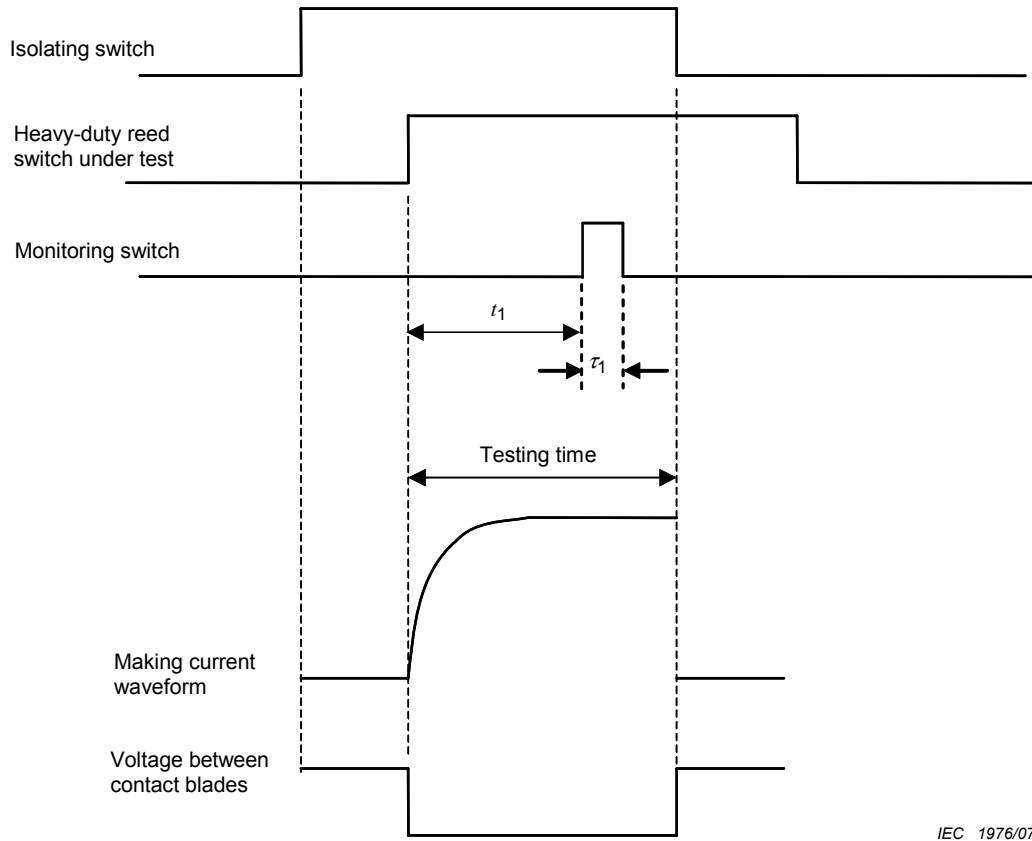 Isolating switch
Heavy-duty reed
switch under test
Monitoring switch
t1
τ1
Testing time
Making current
waveform
Voltage between
contact blades
IEC 1976/07